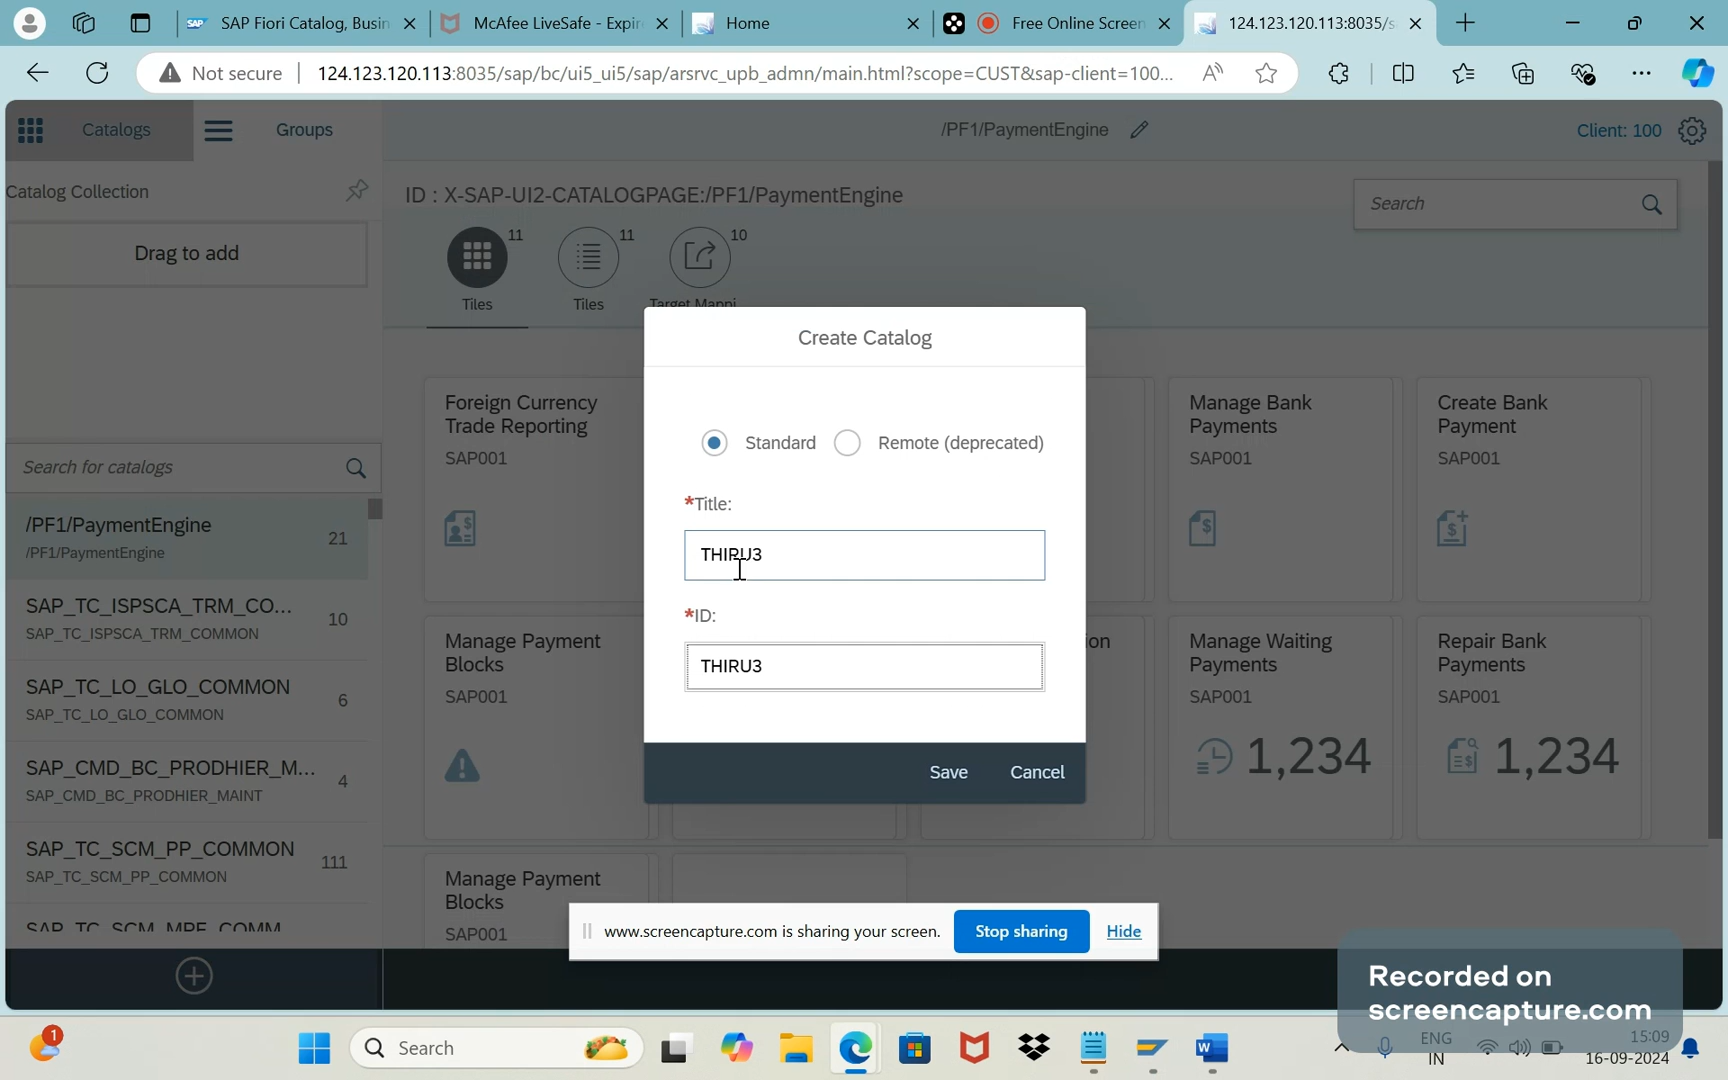 SAP Fiori Catalog, Busin
McAfee LiveSafe - Expire
Home
Free Online Screen
124.123.120.113:8035/s
Not secure
124.123.120.113:8035/sap/bc/ui5_ui5/sap/arsrvc_upb_admn/main.html?scope=CUST&sap-client=100...
Catalogs
Groups
/PF1/PaymentEngine
Client: 100
Catalog Collection
Drag to add
ID : X-SAP-UI2-CATALOGPAGE:/PF1/PaymentEngine
Search
11
Tiles
11
Tiles
10
Target Mappi
Search for catalogs
/PF1/PaymentEngine
/PF1/PaymentEngine
21
SAP_TC_ISPSCA_TRM_CO...
SAP_TC_ISPSCA_TRM_COMMON
10
SAP_TC_LO_GLO_COMMON
SAP_TC_LO_GLO_COMMON
6
SAP_CMD_BC_PRODHIER_M...
SAP_CMD_BC_PRODHIER_MAINT
4
SAP_TC_SCM_PP_COMMON
SAP_TC_SCM_PP_COMMON
111
SAP_TC_SCM_MPE_COMM
Foreign Currency
Trade Reporting
SAP001
Manage Bank
Payments
SAP001
Create Bank
Payment
SAP001
Manage Payment
Blocks
SAP001
ion
Manage Waiting
Payments
SAP001
1,234
Repair Bank
Payments
SAP001
1,234
Manage Payment
Blocks
SAP001
Create Catalog
Standard
Remote (deprecated)
*Title:
THIRU3
*ID:
THIRU3
Save
Cancel
www.screencapture.com is sharing your screen.
Stop sharing
Hide
Recorded on
screencapture.com
1
Search
ENG
IN
15:09
16-09-2024